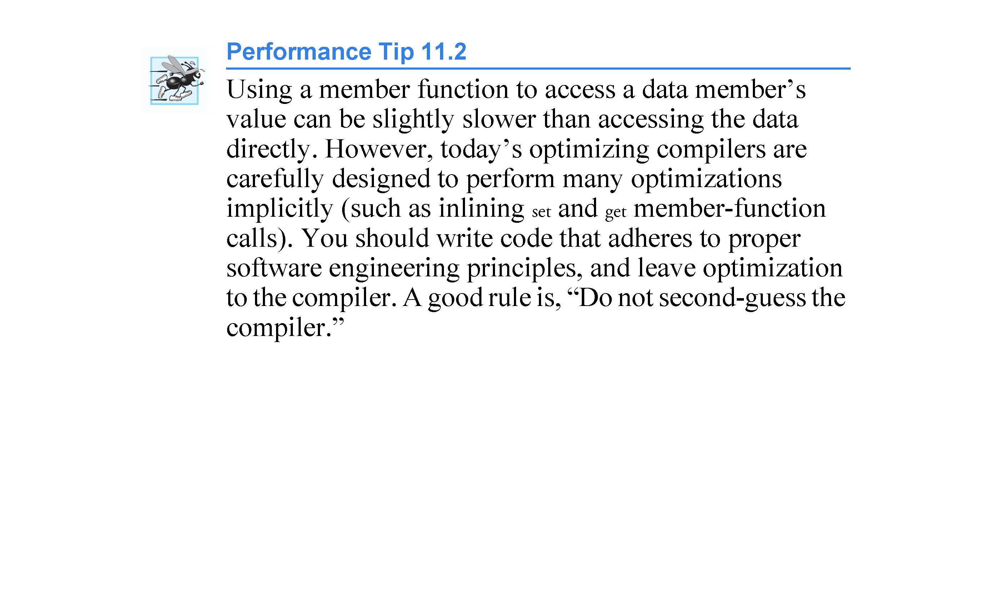 Performance Tip 11.2
Using a member function to access a data member’s
value can be slightly slower than accessing the data
directly. However, today’s optimizing compilers are
carefully designed to perform many optimizations
implicitly (such as inlining set and get member-function
calls). You should write code that adheres to proper
software engineering principles, and leave optimization
to the compiler. A good rule is, “Do not second-guess the
compiler.”